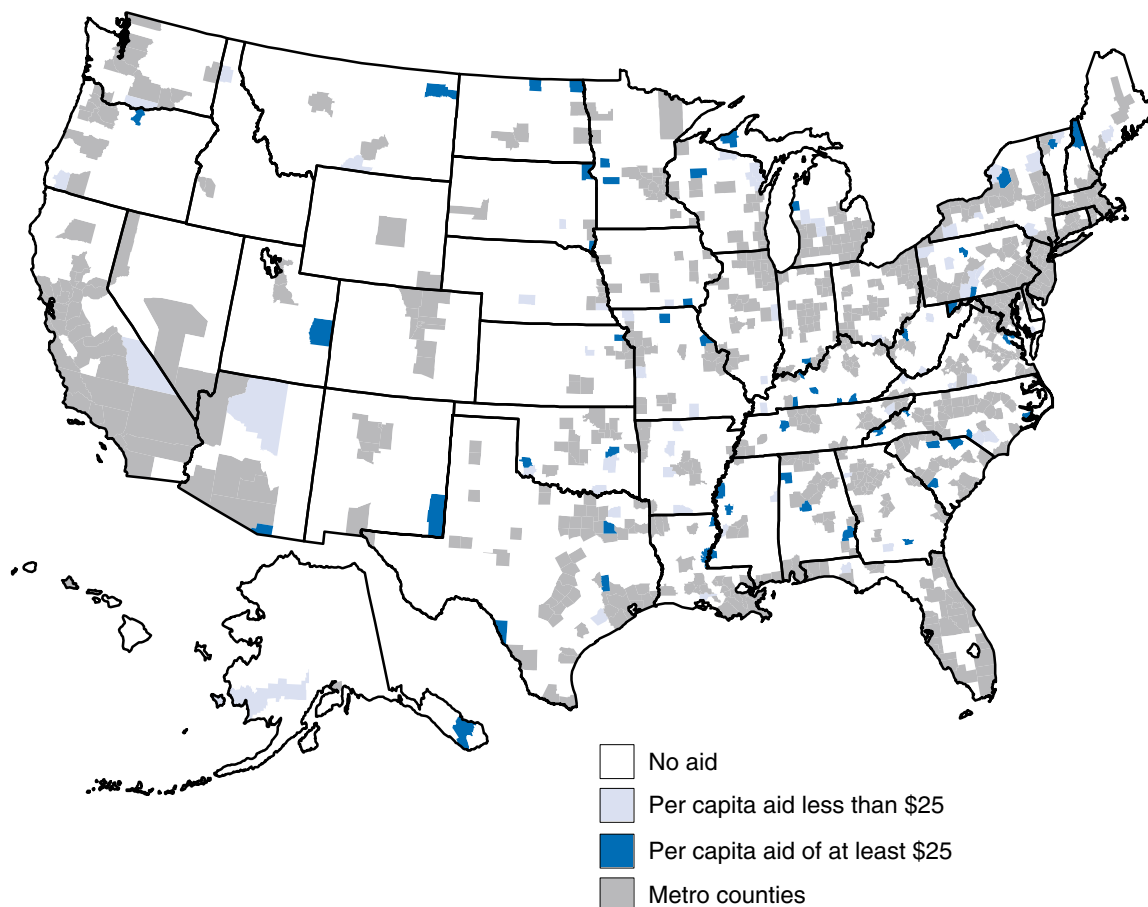 No aid
Per capita aid less than $25
Per capita aid of at least $25
Metro counties